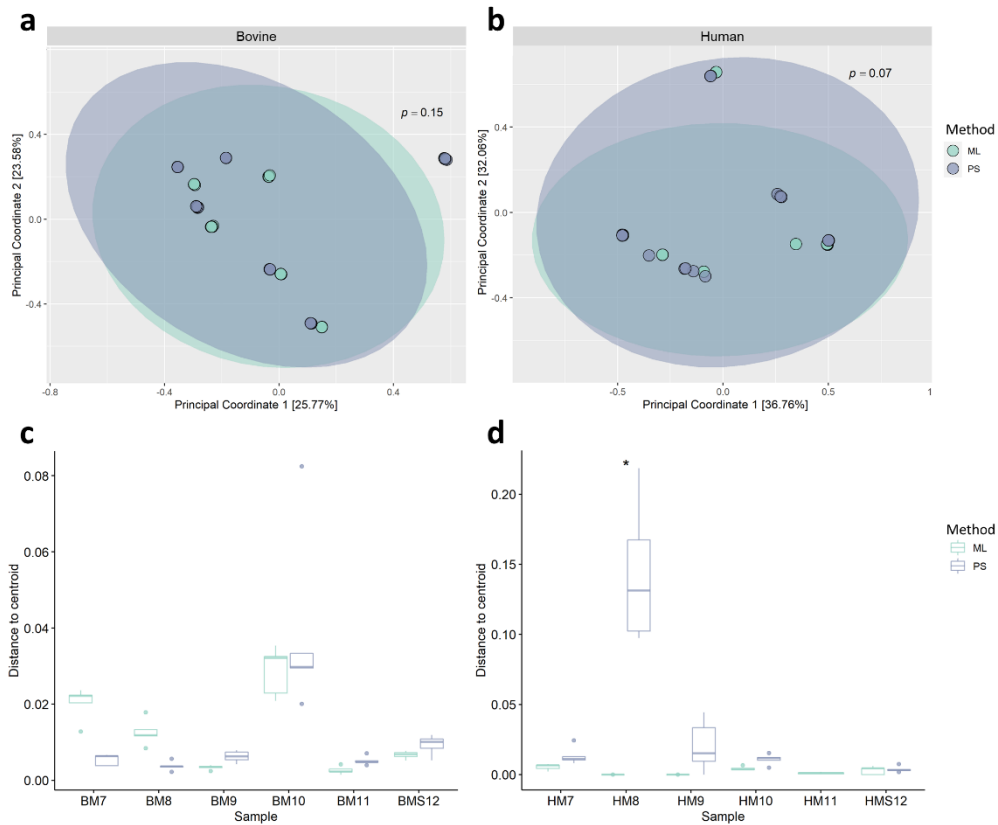 a
b
Bovine
Human
p = 0.15
p = 0.07
0.4
0.0
-0.4
-0.8
-0.4
0.0
0.4
Principal Coordinate 2 [23.58%]
Principal Coordinate 1 [25.77%]
0.4
0.0
-0.4
-0.5
0.0
0.5
1
Principal Coordinate 2 [32.06%]
Principal Coordinate 1 [36.76%]
Method
ML
PS
c
d
0.08
0.06
0.04
0.02
0.00
Distance to centroid
BM7 BM8 BM9 BM10 BM11 BMS12
Sample
*
0.20
0.15
0.10
0.05
0.00
Distance to centroid
HM7 HM8 HM9 HM10 HM11 HMS12
Sample
Method
ML
PS